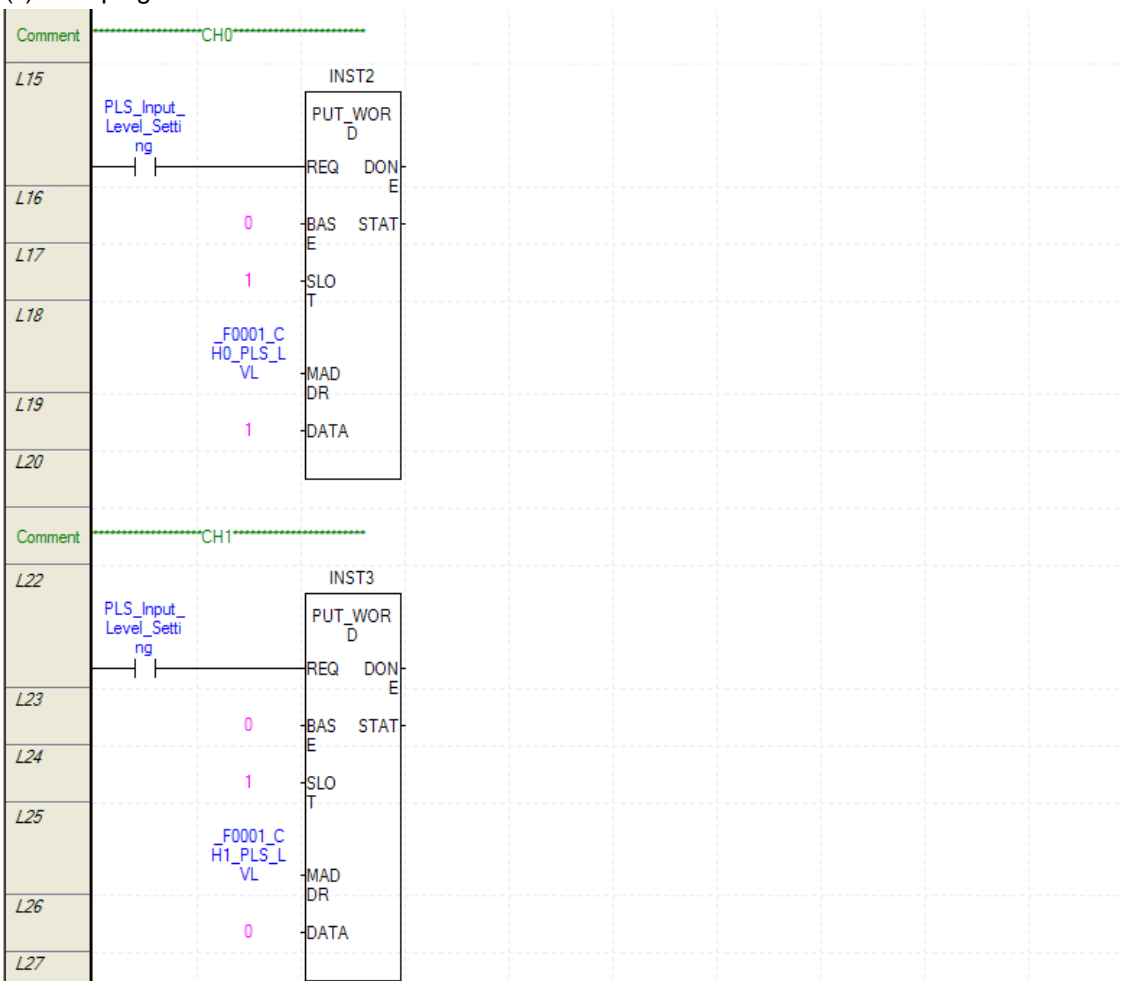 Comment ********************CH0*************************
L15
INST2
PLS_Input_
Level_Setti
ng
PUT_WOR
D
REQ DON
E
L16
0 BAS STAT
E
L17
1 SLO
T
L18
_F0001_C
H0_PLS_L
VL
MAD
DR
L19
1 DATA
L20
Comment ********************CH1*************************
L22
INST3
PLS_Input_
Level_Setti
ng
PUT_WOR
D
REQ DON
E
L23
0 BAS STAT
E
L24
1 SLO
T
L25
_F0001_C
H1_PLS_L
VL
MAD
DR
L26
0 DATA
L27